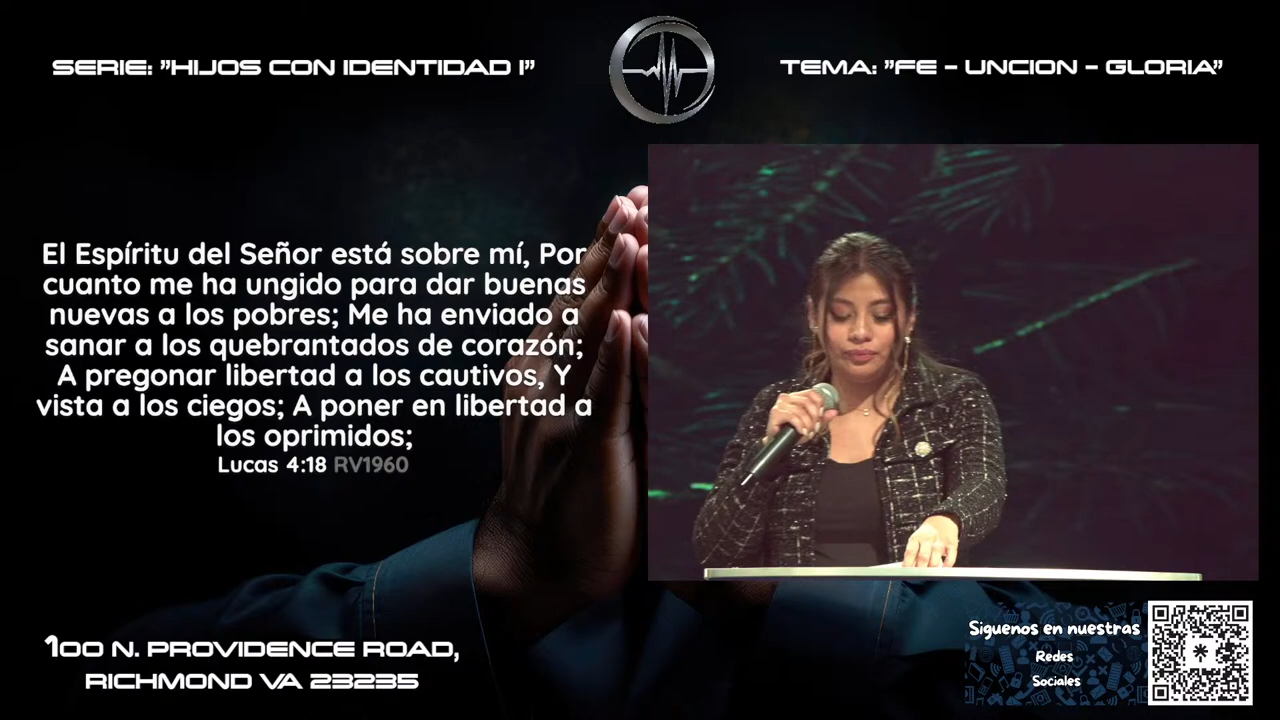 SERIE: "HIJOS CON IDENTIDAD I"
TEMA: "FE - UNCION - GLORIA"
El Espíritu del Señor está sobre mí, Por
cuanto me ha ungido para dar buenas
nuevas a los pobres; Me ha enviado a
sanar a los quebrantados de corazón;
A pregonar libertad a los cautivos, Y
vista a los ciegos; A poner en libertad a
los oprimidos;
Lucas 4:18 RV1960
100 N. PROVIDENCE ROAD,
RICHMOND VA 23235
Siguenos en nuestras
Redes
Sociales